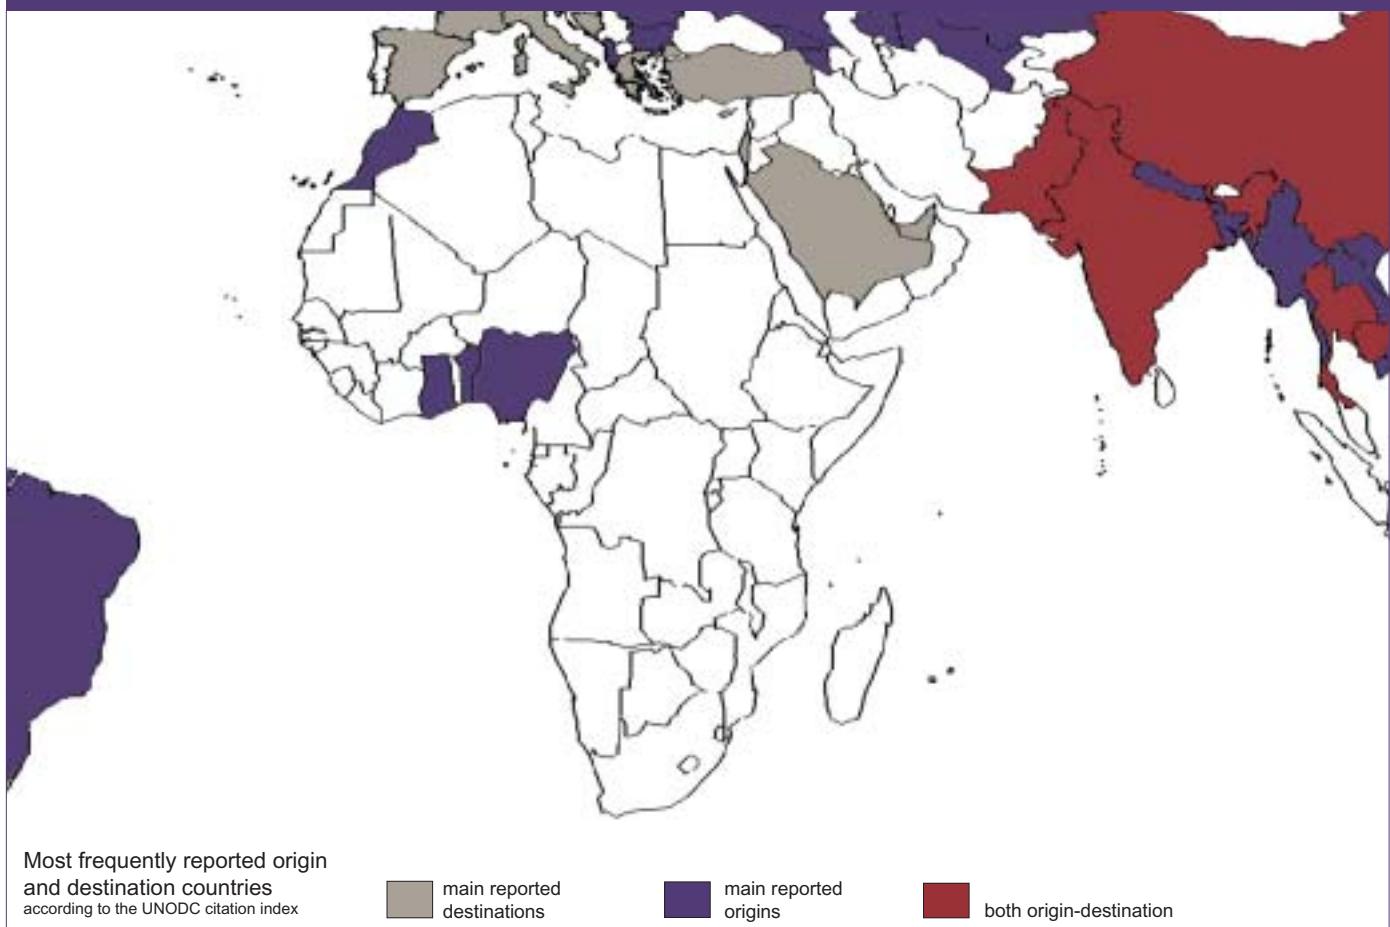 Most frequently reported origin
and destination countries
according to the UNODC citation index
main reported
destinations
main reported
origins
both origin-destination